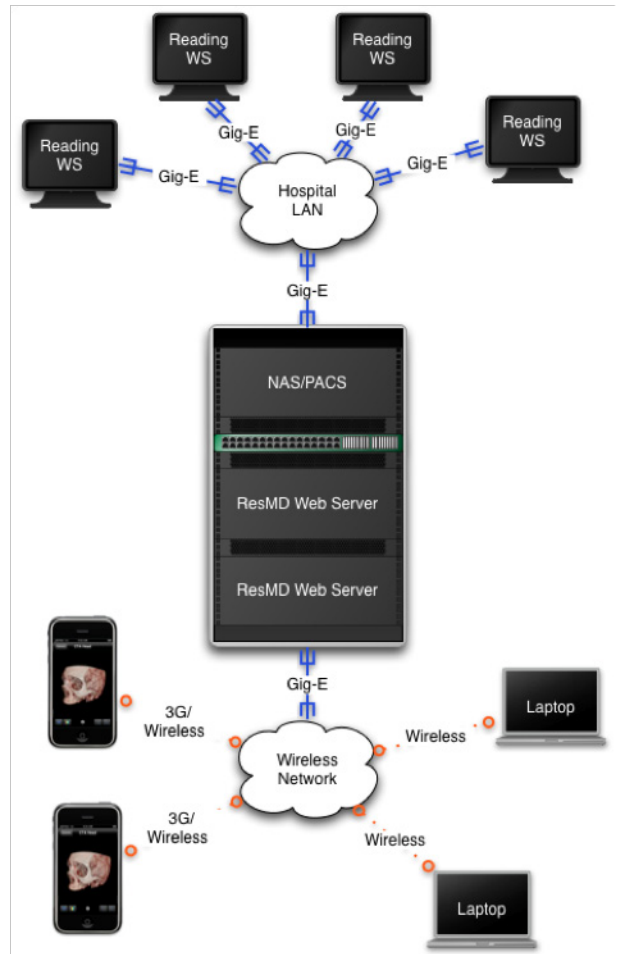 Reading
WS
Reading
WS
Reading
WS
Reading
WS
Gig-E
Gig-E
Gig-E
Gig-E
Hospital
LAN
Gig-E
NAS/PACS
ResMD Web Server
ResMD Web Server
Gig-E
3G/
Wireless
Wireless
Laptop
Wireless
Network
3G/
Wireless
Wireless
Laptop